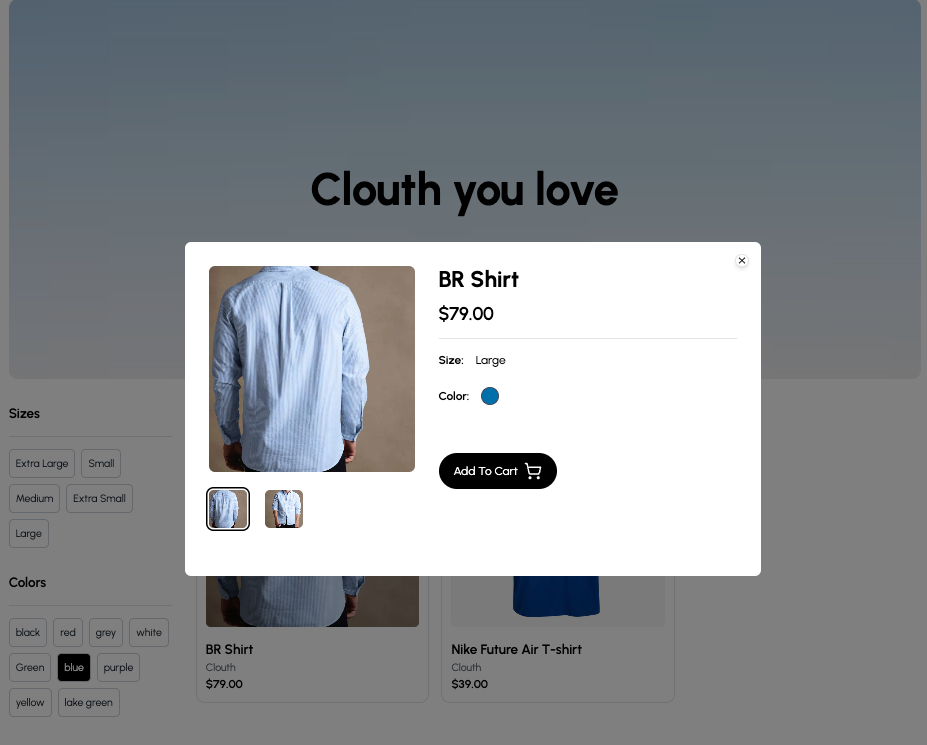 Clouth you love
BR Shirt
$79.00
Size: Large
Color:
Add To Cart
Sizes
Extra Large Small
Medium Extra Small
Large
Colors
black red grey white
Green blue purple
yellow lake green
BR Shirt
Clouth
$79.00
Nike Future Air T-shirt
Clouth
$39.00